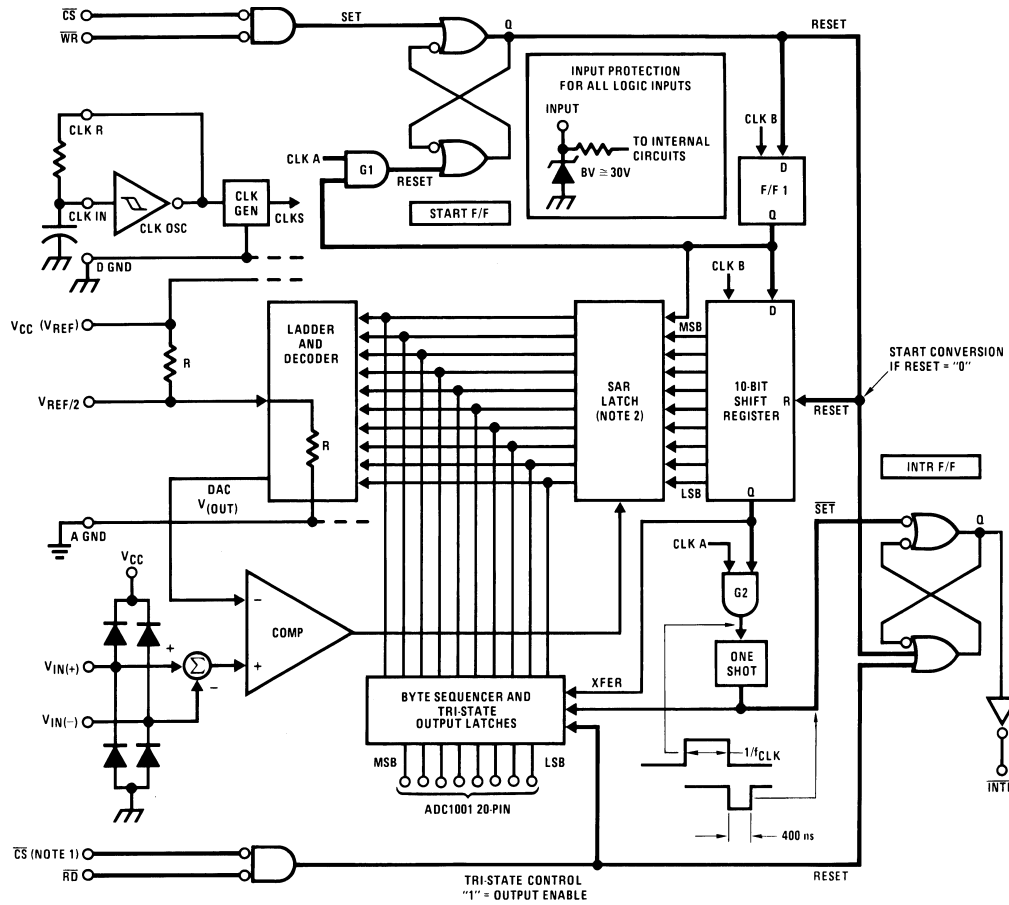 CS
WR
SET
Q
RESET
INPUT PROTECTION
FOR ALL LOGIC INPUTS
INPUT
TO INTERNAL
CIRCUITS
BV ≅ 30V
CLK B
D
F/F 1
Q
CLK R
CLK IN
CLK OSC
CLK
GEN
CLKS
D GND
CLK A
G1
RESET
START F/F
VCC (VREF)
R
VREF/2
LADDER
AND
DECODER
R
DAC
V(OUT)
A GND
MSB
SAR
LATCH
(NOTE 2)
LSB
CLK B
D
10-BIT
SHIFT
REGISTER
R
Q
RESET
START CONVERSION
IF RESET = "0"
INTR F/F
SET
Q
CLK A
G2
ONE
SHOT
VCC
VIN(+)
VIN(−)
+
Σ
−
−
+
COMP
XFER
BYTE SEQUENCER AND
TRI-STATE
OUTPUT LATCHES
MSB
LSB
ADC1001 20-PIN
1/fCLK
400 ns
INTR
CS (NOTE 1)
RD
TRI-STATE CONTROL
"1" = OUTPUT ENABLE
RESET